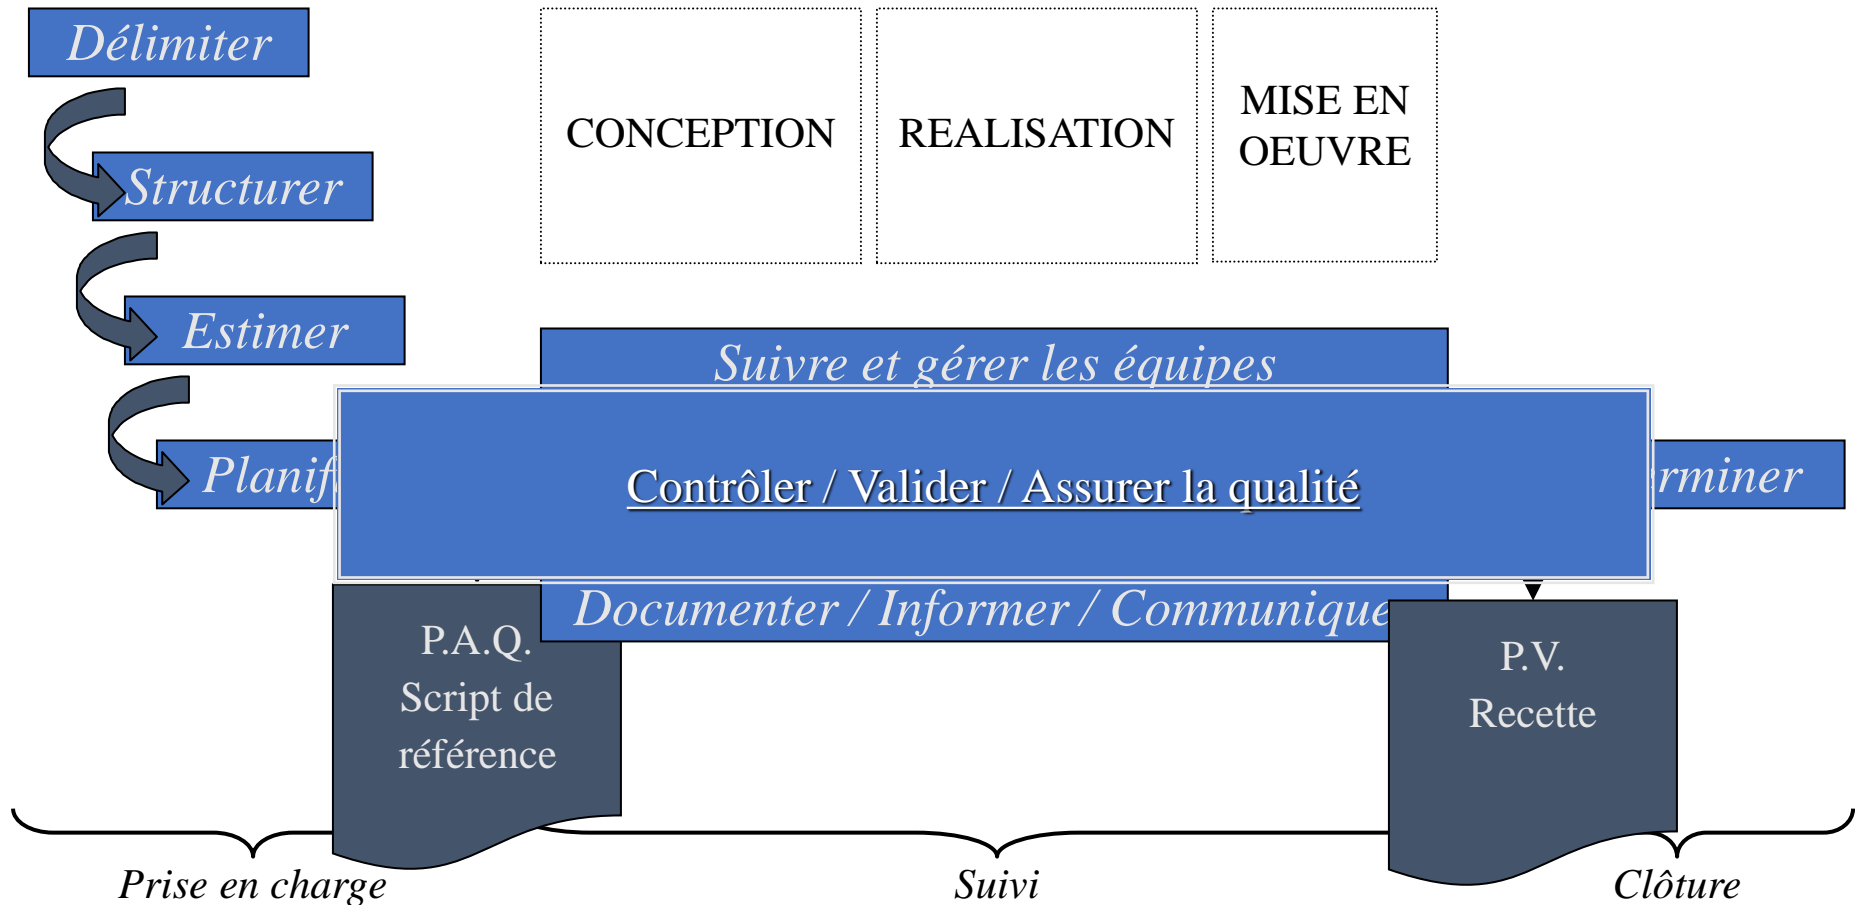 Délimiter
CONCEPTION
REALISATION
MISE EN
OEUVRE
Structurer
Estimer
Suivre et gérer les équipes
Planif
Contrôler / Valider / Assurer la qualité
rminer
Documenter / Informer / Communique
P.A.Q.
Script de
référence
P.V.
Recette
Prise en charge
Suivi
Clôture